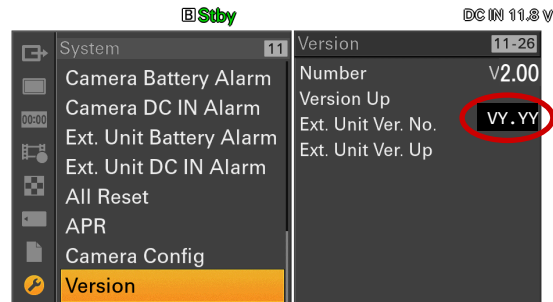 B Stby DC IN 11.8 V
System 11
Camera Battery Alarm
Camera DC IN Alarm
Ext. Unit Battery Alarm
Ext. Unit DC IN Alarm
All Reset
APR
Camera Config
Version
00:00
Version 11-26
Number V2.00
Version Up
Ext. Unit Ver. No. VY.YY
Ext. Unit Ver. Up